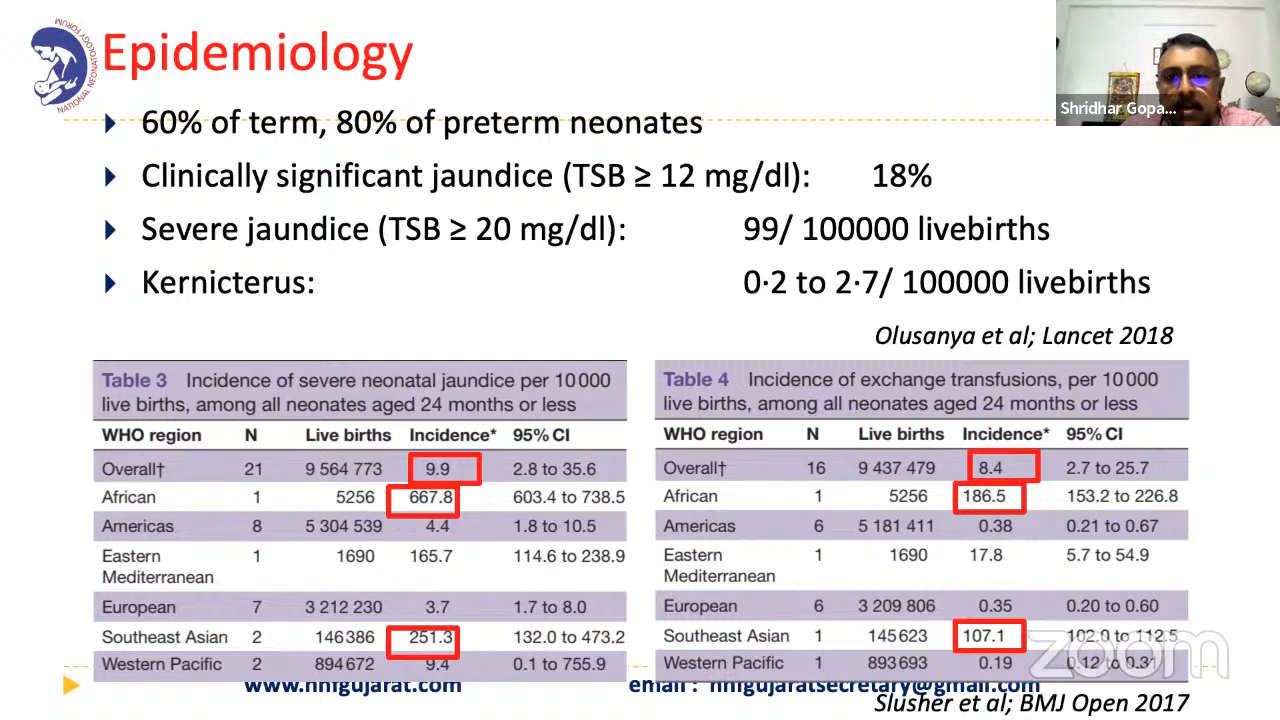 NATIONAL NEONATOLOGY FORUM
Epidemiology
Shridhar Gopa...
60% of term, 80% of preterm neonates
Clinically significant jaundice (TSB ≥ 12 mg/dl): 18%
Severe jaundice (TSB ≥ 20 mg/dl): 99/ 100000 livebirths
Kernicterus: 0·2 to 2·7/ 100000 livebirths
Olusanya et al; Lancet 2018
Table 3 Incidence of severe neonatal jaundice per 10 000
live births, among all neonates aged 24 months or less
WHO region N Live births Incidence* 95% CI
Overall† 21 9 564 773 9.9 2.8 to 35.6
African 1 5256 667.8 603.4 to 738.5
Americas 8 5 304 539 4.4 1.8 to 10.5
Eastern 1 1690 165.7 114.6 to 238.9
Mediterranean
European 7 3 212 230 3.7 1.7 to 8.0
Southeast Asian 2 146 386 251.3 132.0 to 473.2
Western Pacific 2 894 672 9.4 0.1 to 755.9
Table 4 Incidence of exchange transfusions, per 10 000
live births, among all neonates aged 24 months or less
WHO region N Live births Incidence* 95% CI
Overall† 16 9 437 479 8.4 2.7 to 25.7
African 1 5256 186.5 153.2 to 226.8
Americas 6 5 181 411 0.38 0.21 to 0.67
Eastern 1 1690 17.8 5.7 to 54.9
Mediterranean
European 6 3 209 806 0.35 0.20 to 0.60
Southeast Asian 1 145 623 107.1 102.0 to 112.5
Western Pacific 1 893 693 0.19 0.12 to 0.31
zoom
www.nnfgujarat.com email : nnfgujaratsecretary@gmail.com
Slusher et al; BMJ Open 2017